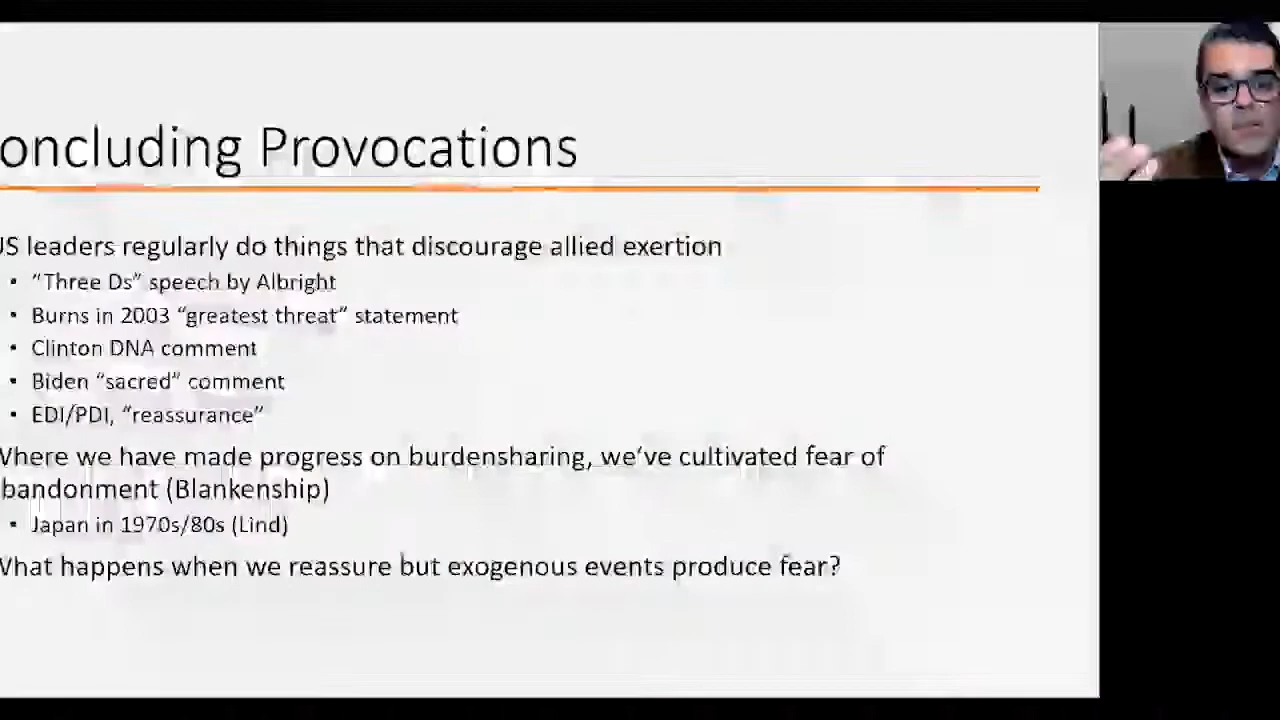 oncluding Provocations
US leaders regularly do things that discourage allied exertion
• “Three Ds” speech by Albright
• Burns in 2003 “greatest threat” statement
• Clinton DNA comment
• Biden “sacred” comment
• EDI/PDI, “reassurance”
Where we have made progress on burdensharing, we’ve cultivated fear of
bandonment (Blankenship)
• Japan in 1970s/80s (Lind)
What happens when we reassure but exogenous events produce fear?